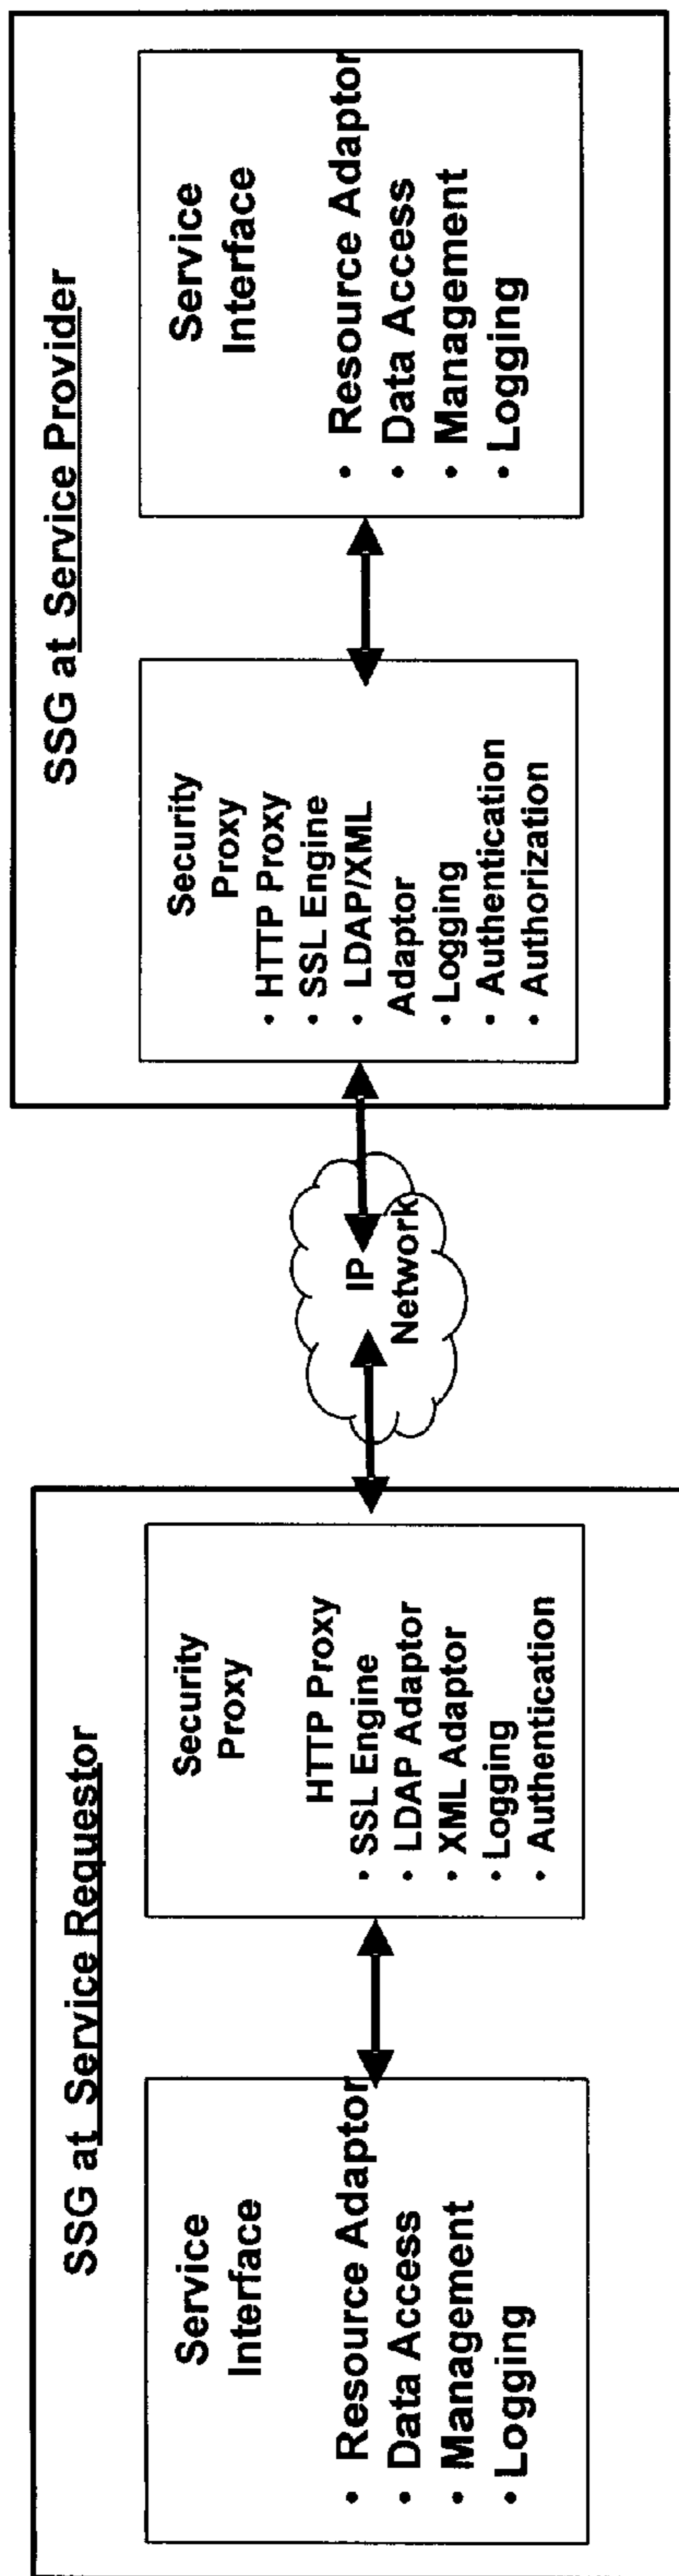 SSG at Service Requestor
Service
Interface
• Resource Adaptor
• Data Access
• Management
• Logging
Security
Proxy
HTTP Proxy
• SSL Engine
• LDAP Adaptor
• XML Adaptor
• Logging
• Authentication
IP
Network
SSG at Service Provider
Security
Proxy
• HTTP Proxy
• SSL Engine
• LDAP/XML
Adaptor
• Logging
• Authentication
• Authorization
Service
Interface
• Resource Adaptor
• Data Access
• Management
• Logging